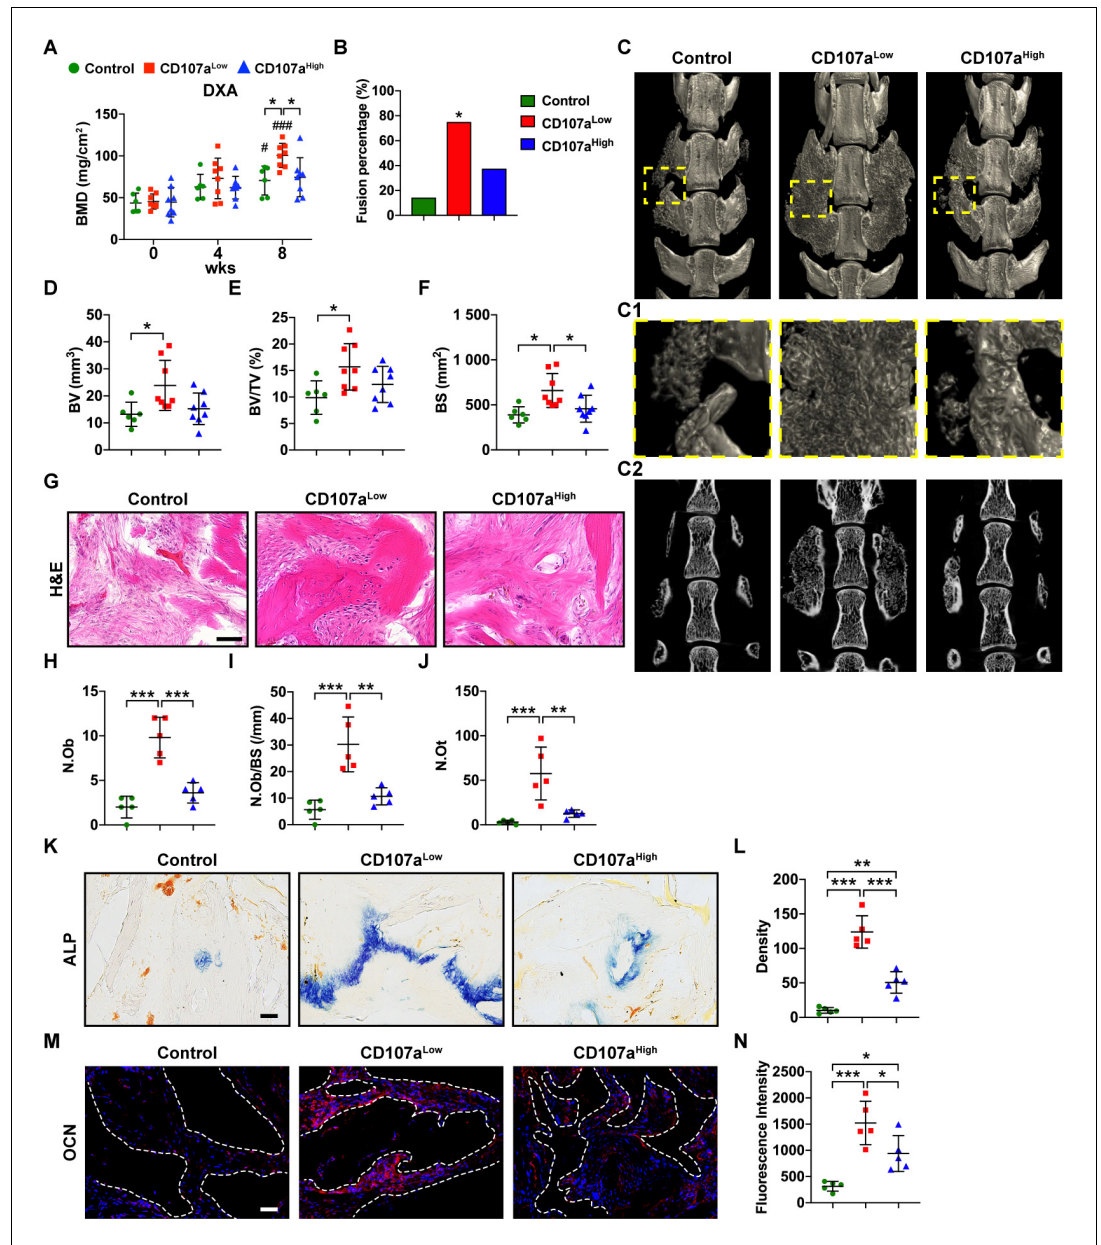 A
Control CD107aLow CD107aHigh
DXA
BMD (mg/cm2)
150
100
50
0
* *
###
#
0 4 8
wks
B
Fusion percentage (%)
100
80
60
40
20
0
*
Control
CD107aLow
CD107aHigh
C
Control CD107aLow CD107aHigh
C1
C2
D
BV (mm3)
50
40
30
20
10
0
*
E
BV/TV (%)
25
20
15
10
5
0
*
F
BS (mm2)
1 500
1 000
500
0
* *
G
Control CD107aLow CD107aHigh
H&E
H
N.Ob
15
10
5
0
*** ***
I
N.Ob/BS (/mm)
50
40
30
20
10
0
*** **
J
N.Ot
150
100
50
0
*** **
K
Control CD107aLow CD107aHigh
ALP
L
Density
200
150
100
50
0
**
*** ***
M
Control CD107aLow CD107aHigh
OCN
N
Fluorescence Intensity
2500
2000
1500
1000
500
0
*
*** *